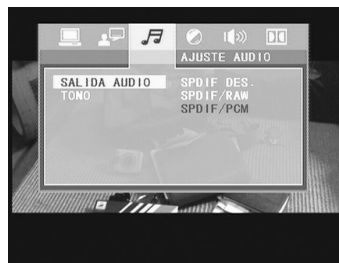 AJUSTE AUDIO
SALIDA AUDIO SPDIF DES.
TONO SPDIF/RAW
SPDIF/PCM